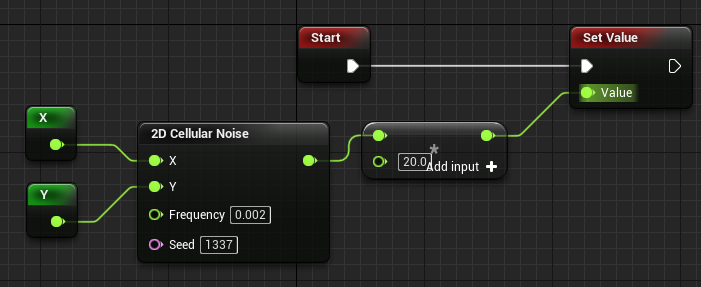 Start
Set Value
Value
X
2D Cellular Noise
X
Y
Frequency 0.002
Seed 1337
*
20.0
Add input +
Y